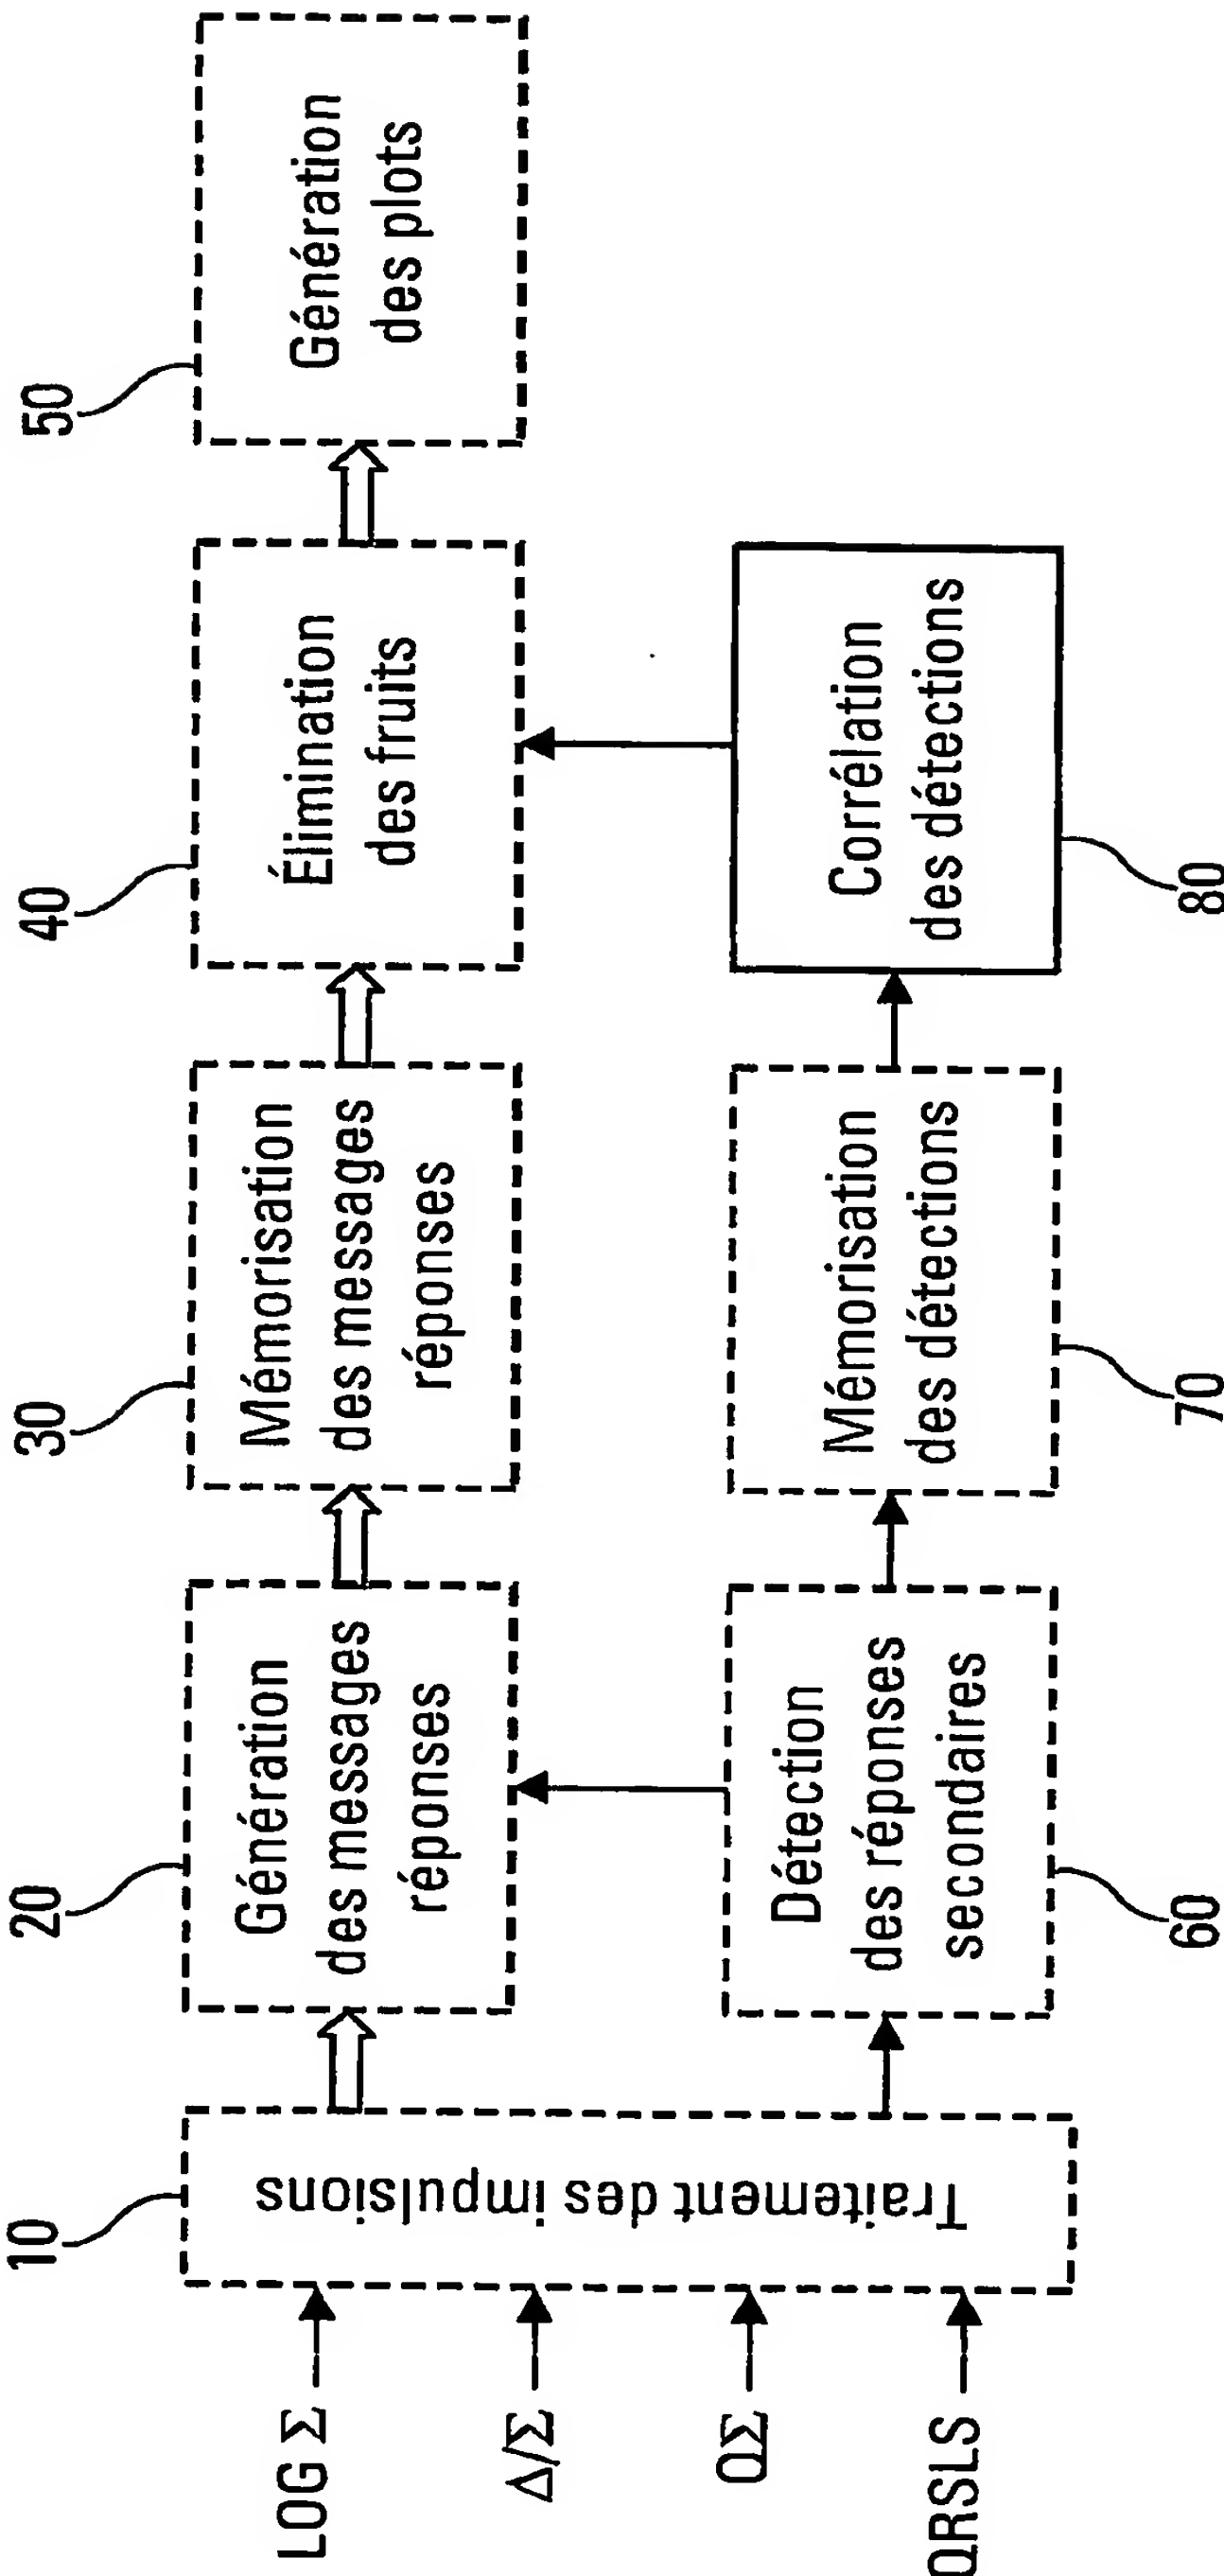 LOG Σ
Δ/Σ
QΣ
QRSLS
10
Traitement des impulsions
20
Génération
des messages
réponses
30
Mémorisation
des messages
réponses
40
Élimination
des fruits
50
Génération
des plots
60
Détection
des réponses
secondaires
70
Mémorisation
des détections
80
Corrélation
des détections